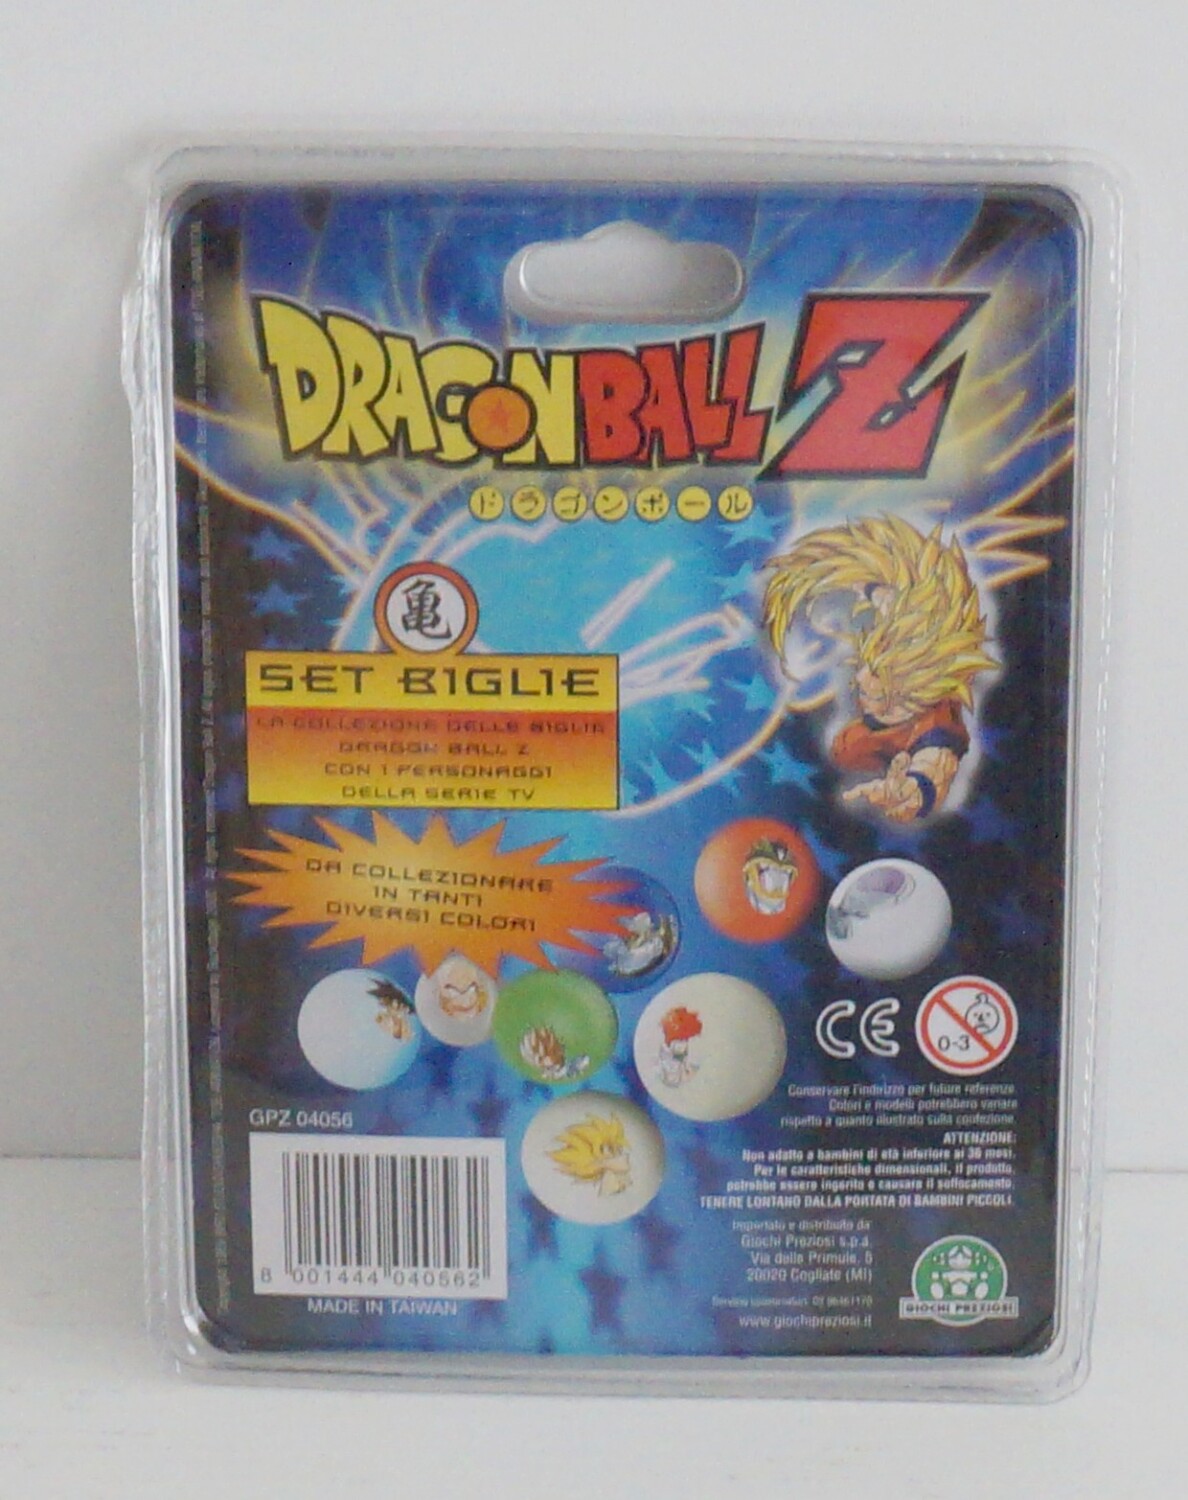 DRAGONBALL Z
ドラゴンボール
亀
SET BIGLIE
LA COLLEZIONE DELLE BIGLIE
DRAGON BALL Z
CON I PERSONAGGI
DELLA SERIE TV
DA COLLEZIONARE
IN TANTI
DIVERSI COLORI
CE
0-3
Conservare l'indirizzo per future referenze.
Colori e modelli potrebbero variare
rispetto a quanto illustrato sulla confezione.
ATTENZIONE:
Non adatto a bambini di età inferiore ai 36 mesi.
Per le caratteristiche dimensionali, il prodotto
potrebbe essere ingerito e causare il soffocamento.
TENERE LONTANO DALLA PORTATA DI BAMBINI PICCOLI.
GPZ 04056
8 001444 040562
MADE IN TAIWAN
Importato e distribuito da
Giochi Preziosi s.p.a.
Via delle Primule, 5
20020 Cogliate (MI)
www.giochipreziosi.it
GIOCHI PREZIOSI